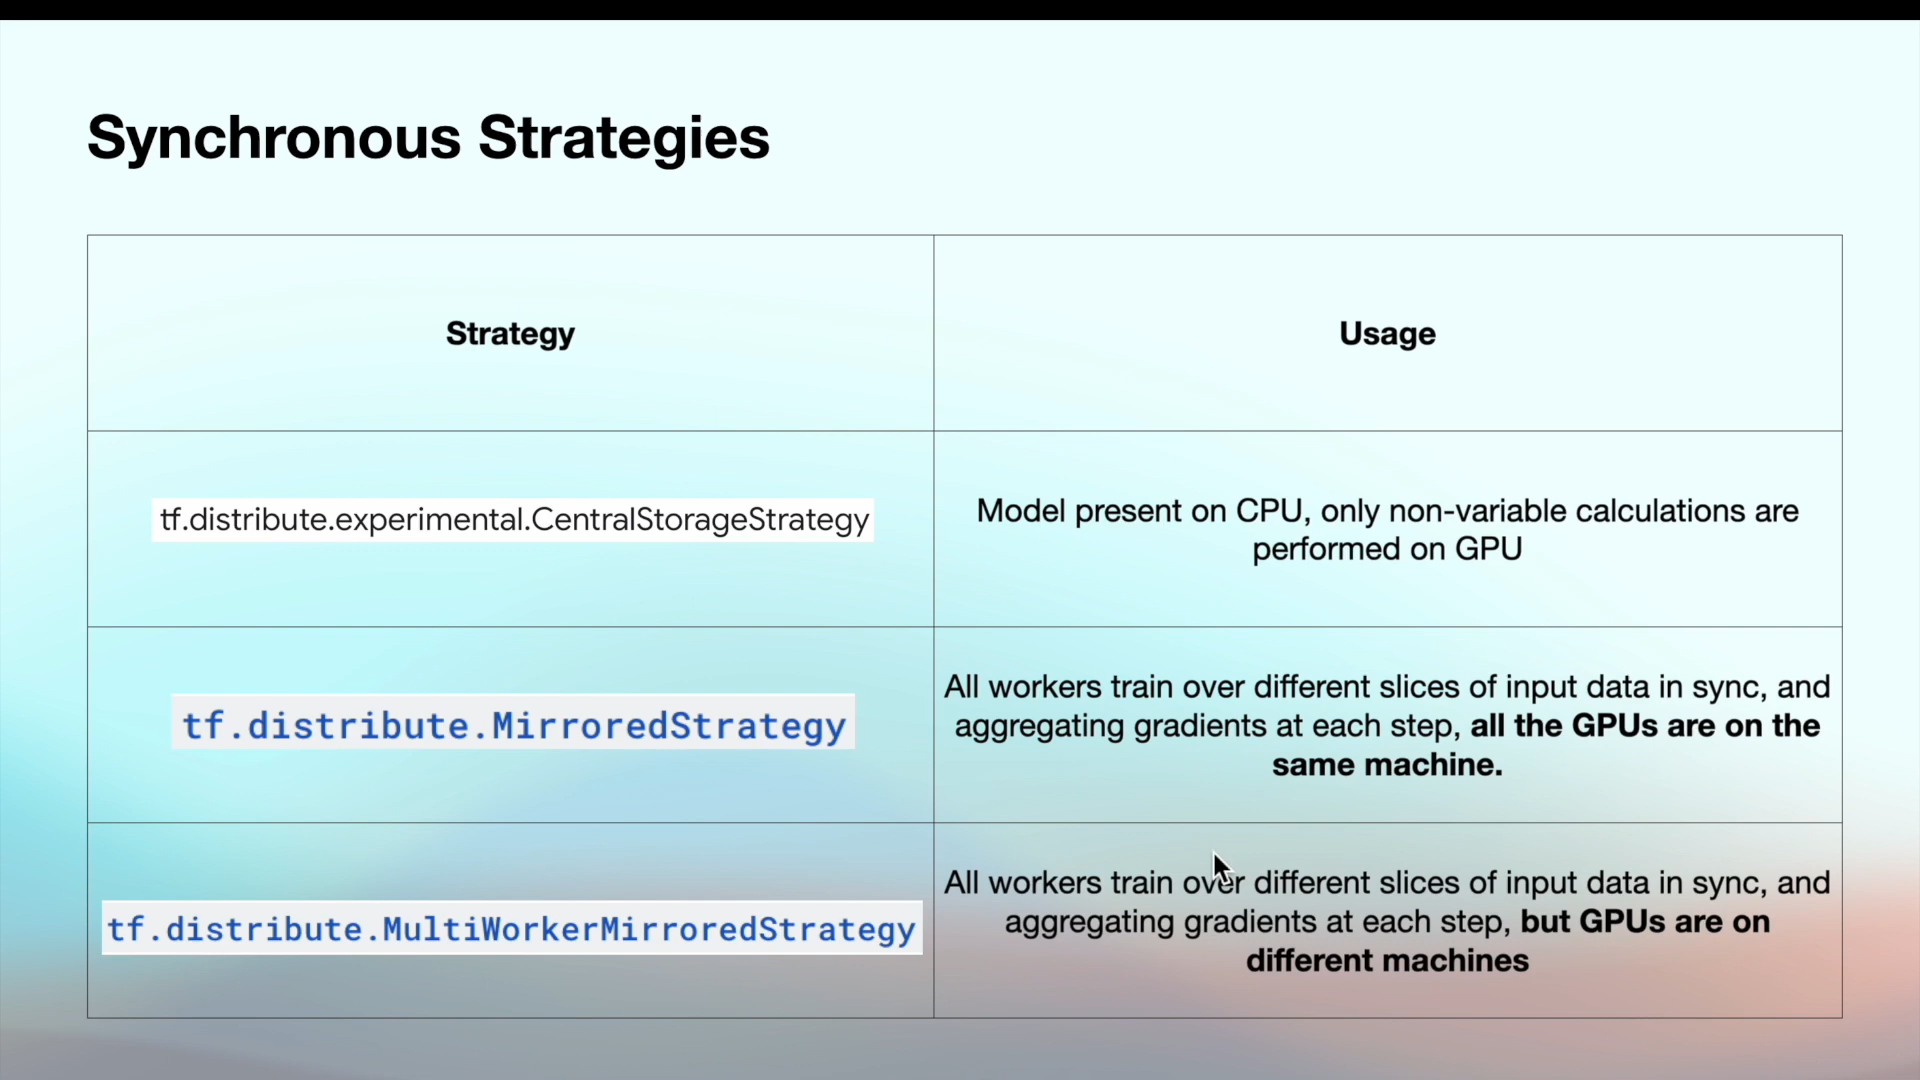 Synchronous Strategies
Strategy
Usage
tf.distribute.experimental.CentralStorageStrategy
Model present on CPU, only non-variable calculations are
performed on GPU
tf.distribute.MirroredStrategy
All workers train over different slices of input data in sync, and
aggregating gradients at each step, all the GPUs are on the
same machine.
tf.distribute.MultiWorkerMirroredStrategy
All workers train over different slices of input data in sync, and
aggregating gradients at each step, but GPUs are on
different machines